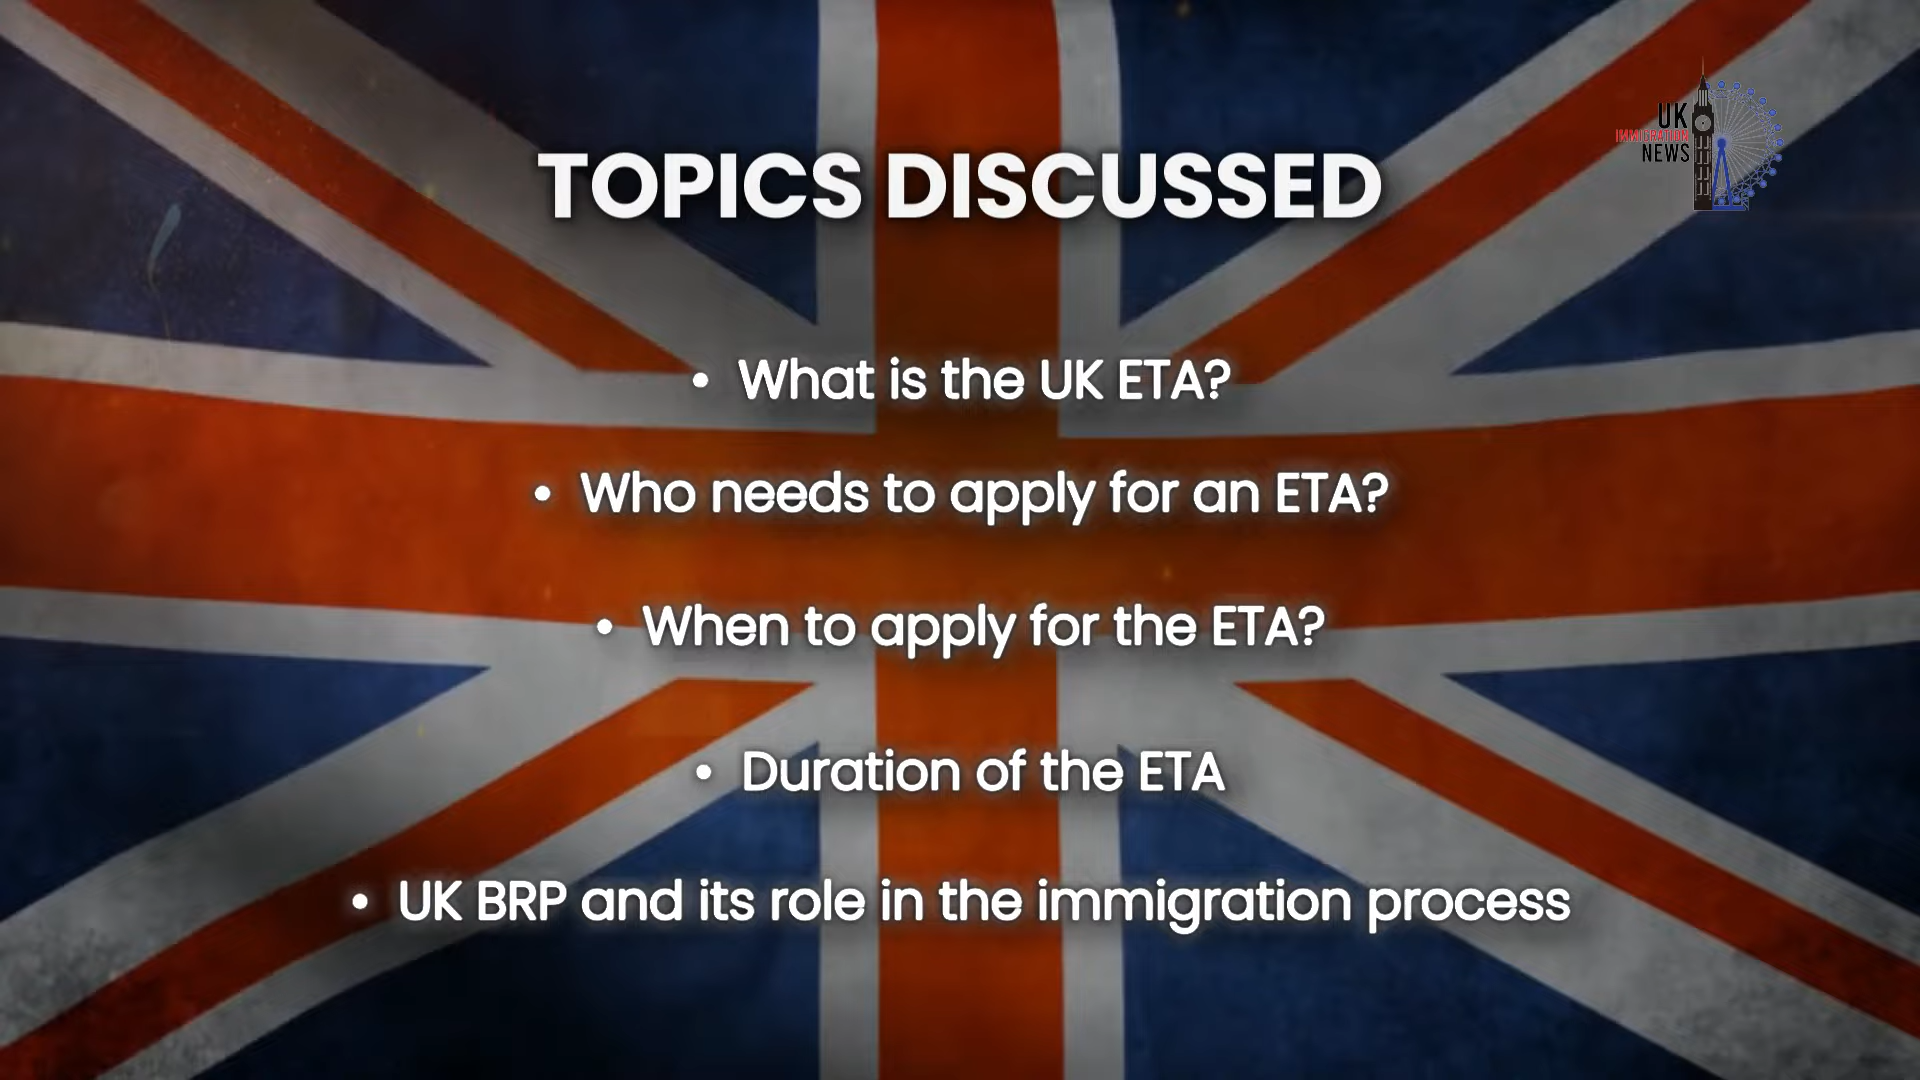 TOPICS DISCUSSED
UK
IMMIGRATION
NEWS
• What is the UK ETA?
• Who needs to apply for an ETA?
• When to apply for the ETA?
• Duration of the ETA
• UK BRP and its role in the immigration process